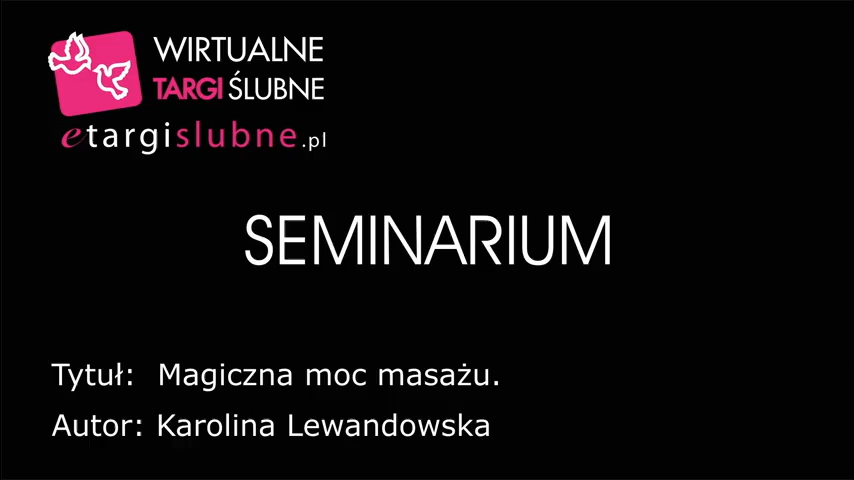 WIRTUALNE
TARGI ŚLUBNE
etargislubne.pl
SEMINARIUM
Tytuł: Magiczna moc masażu.
Autor: Karolina Lewandowska